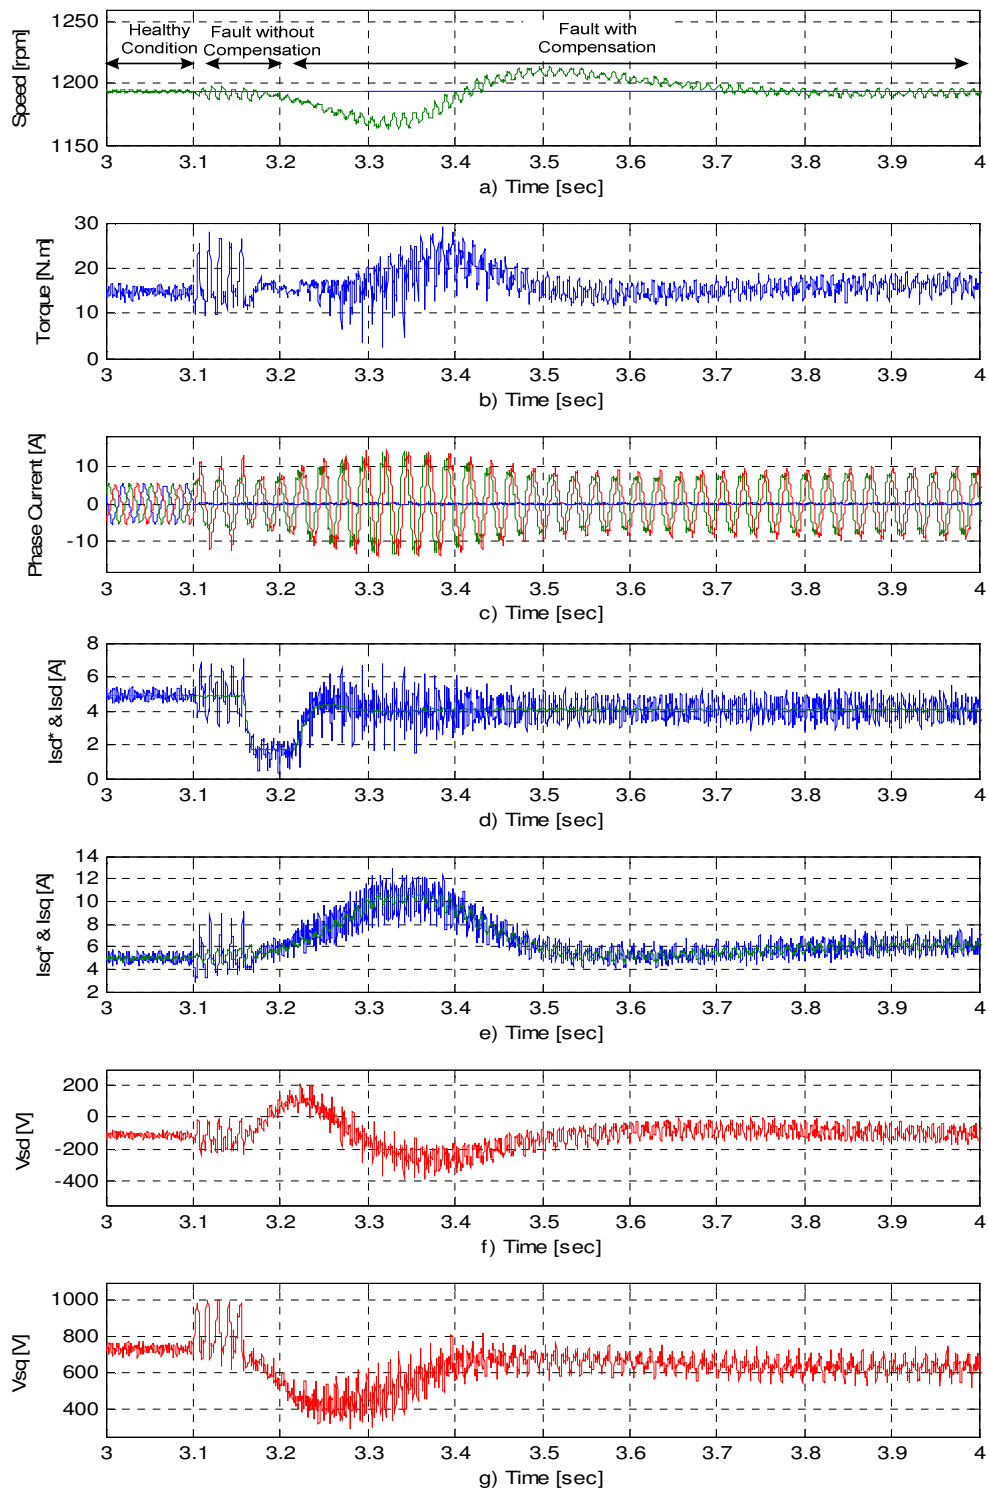 Healthy
Condition
Fault without
Compensation
Fault with
Compensation
Speed [rpm]
1250
1200
1150
3 3.1 3.2 3.3 3.4 3.5 3.6 3.7 3.8 3.9 4
a) Time [sec]
Torque [N.m]
30
20
10
0
3 3.1 3.2 3.3 3.4 3.5 3.6 3.7 3.8 3.9 4
b) Time [sec]
Phase Current [A]
10
0
-10
3 3.1 3.2 3.3 3.4 3.5 3.6 3.7 3.8 3.9 4
c) Time [sec]
Isd* & Isd [A]
8
6
4
2
0
3 3.1 3.2 3.3 3.4 3.5 3.6 3.7 3.8 3.9 4
d) Time [sec]
Isq* & Isq [A]
14
12
10
8
6
4
2
3 3.1 3.2 3.3 3.4 3.5 3.6 3.7 3.8 3.9 4
e) Time [sec]
Vsd [V]
200
0
-200
-400
3 3.1 3.2 3.3 3.4 3.5 3.6 3.7 3.8 3.9 4
f) Time [sec]
Vsq [V]
1000
800
600
400
3 3.1 3.2 3.3 3.4 3.5 3.6 3.7 3.8 3.9 4
g) Time [sec]